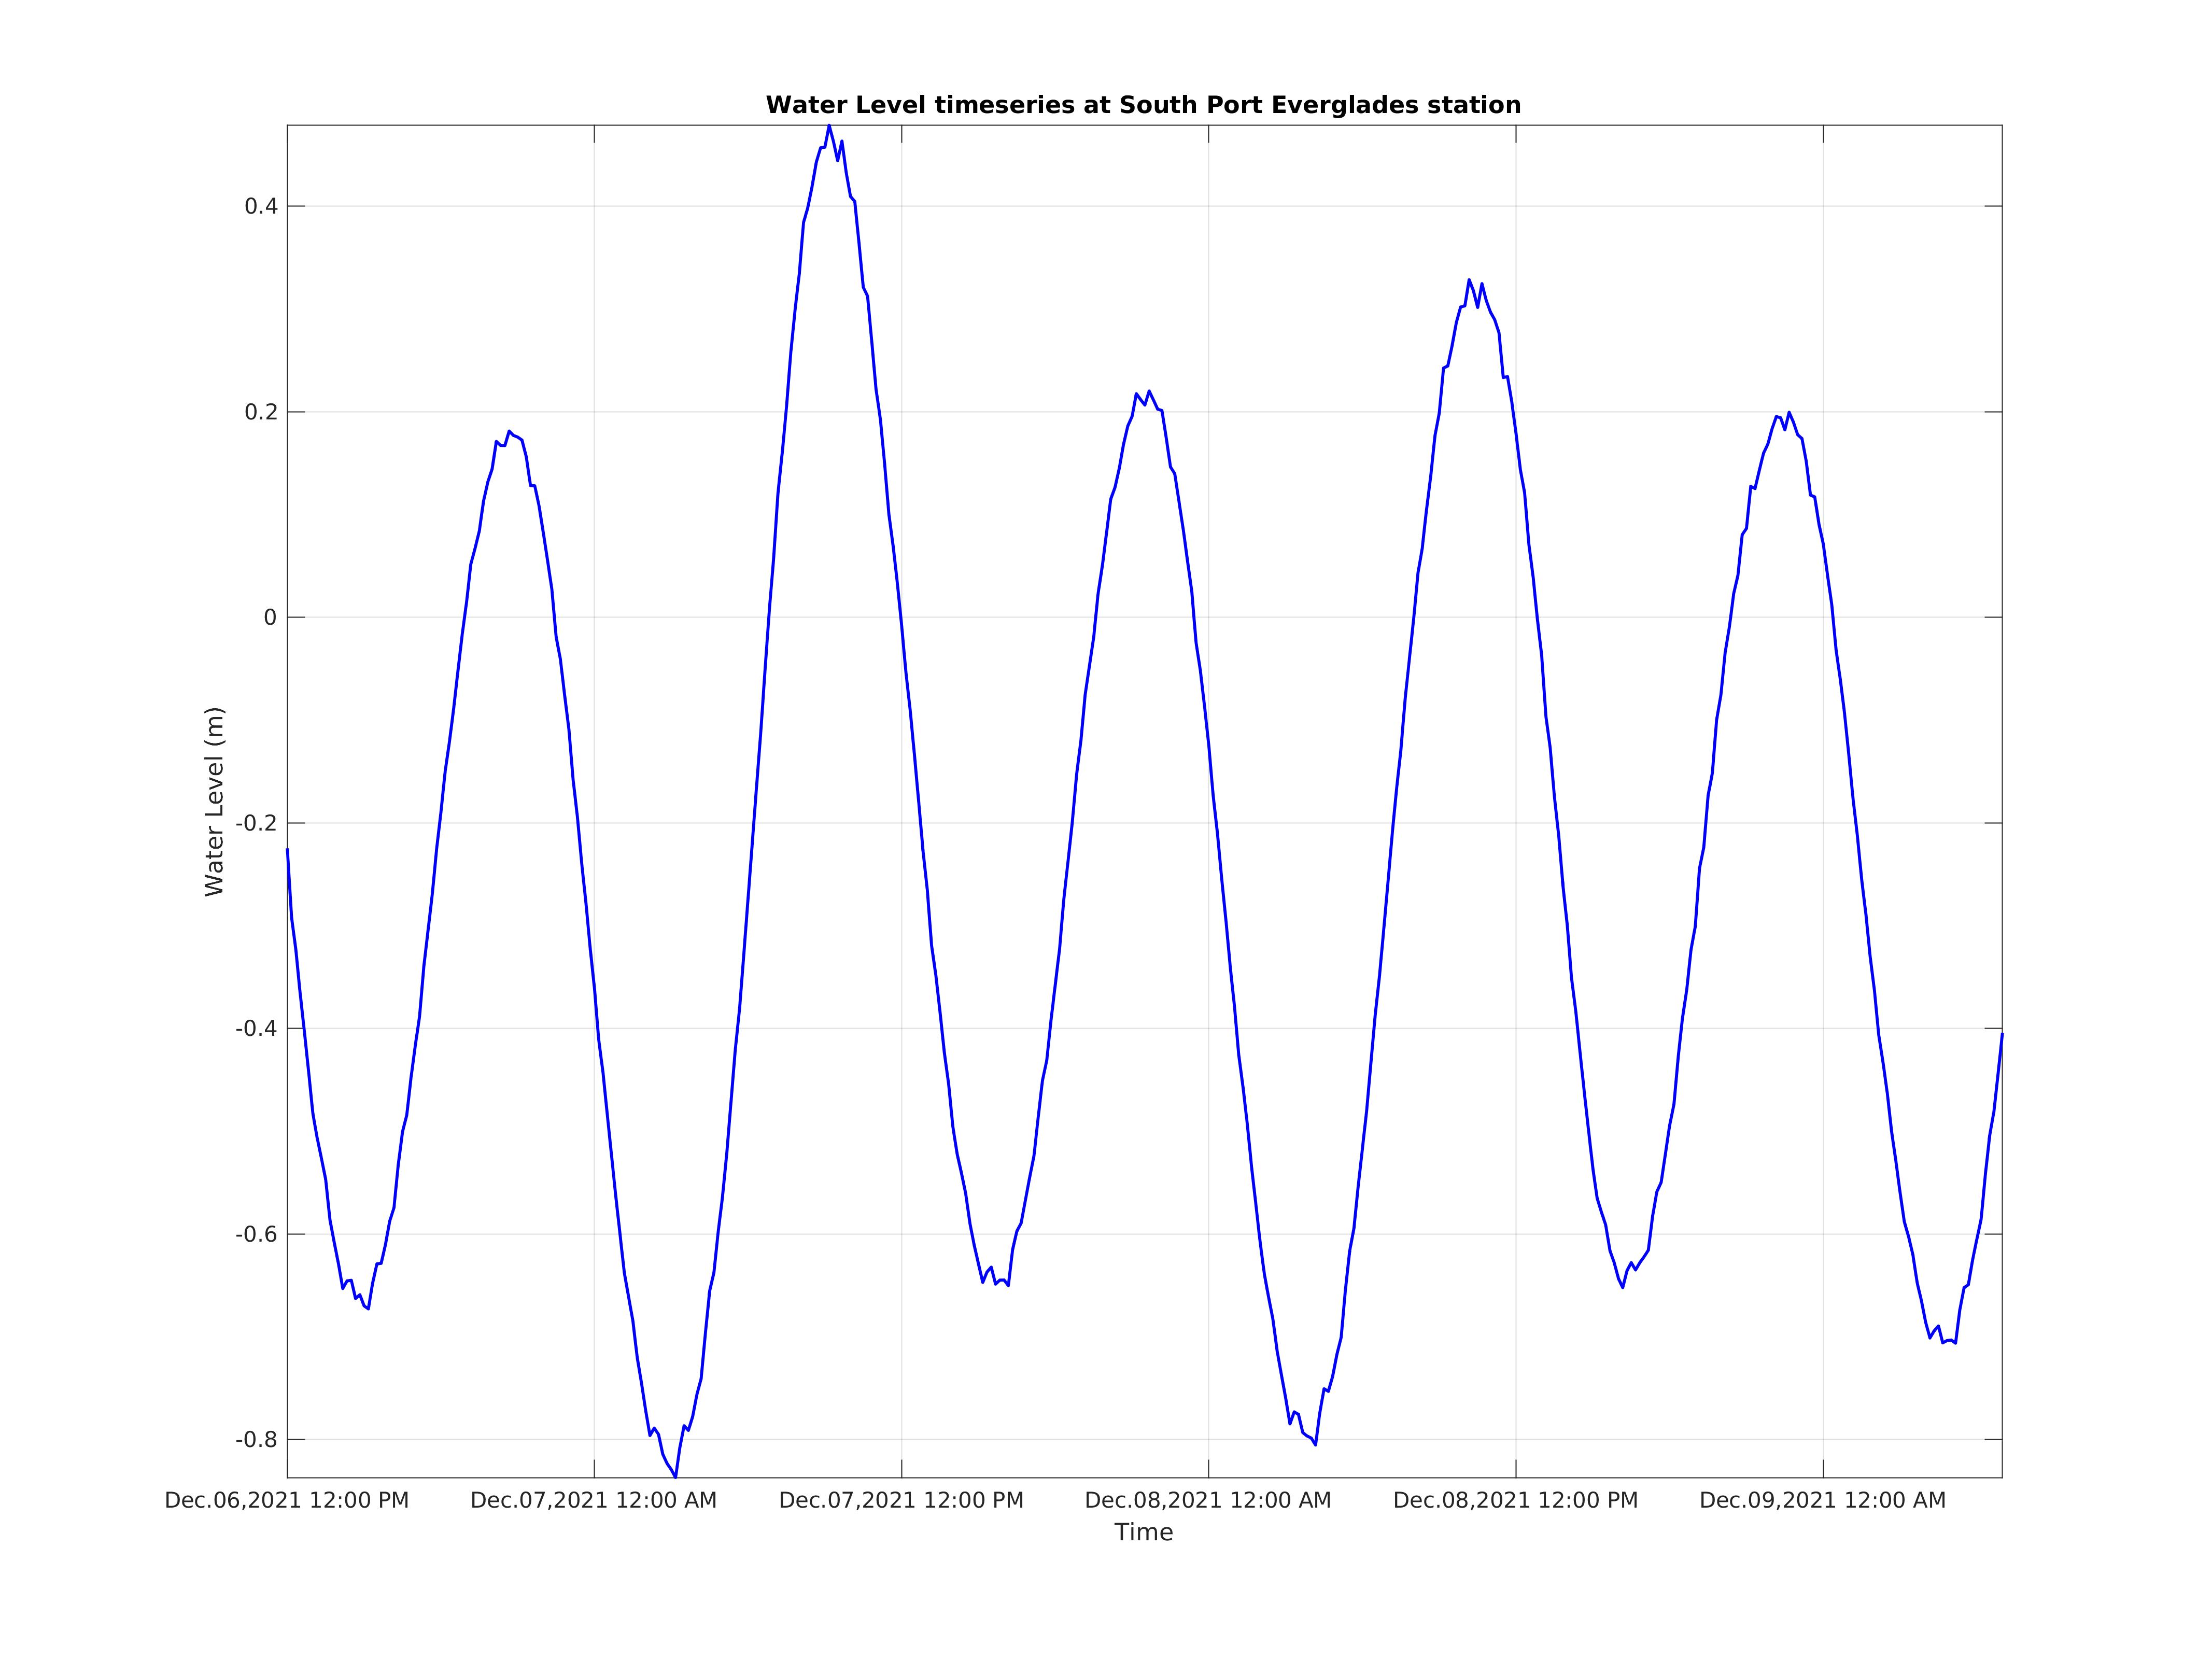 Water Level timeseries at South Port Everglades station
0.4
0.2
0
-0.2
-0.4
-0.6
-0.8
Water Level (m)
Dec.06,2021 12:00 PM
Dec.07,2021 12:00 AM
Dec.07,2021 12:00 PM
Dec.08,2021 12:00 AM
Dec.08,2021 12:00 PM
Dec.09,2021 12:00 AM
Time